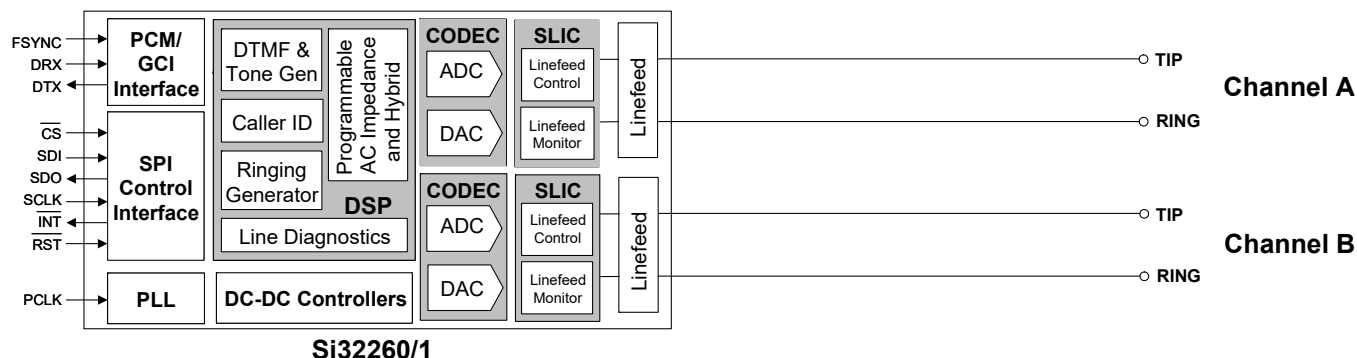 FSYNC
DRX
DTX
PCM/
GCI
Interface
CS
SDI
SDO
SCLK
INT
RST
SPI
Control
Interface
PCLK
PLL
DTMF &
Tone Gen
Caller ID
Ringing
Generator
Programmable
AC Impedance
and Hybrid
DSP
Line Diagnostics
DC-DC Controllers
CODEC
ADC
DAC
SLIC
Linefeed
Control
Linefeed
Monitor
Linefeed
TIP
RING
Channel A
CODEC
ADC
DAC
SLIC
Linefeed
Control
Linefeed
Monitor
Linefeed
TIP
RING
Channel B
Si32260/1